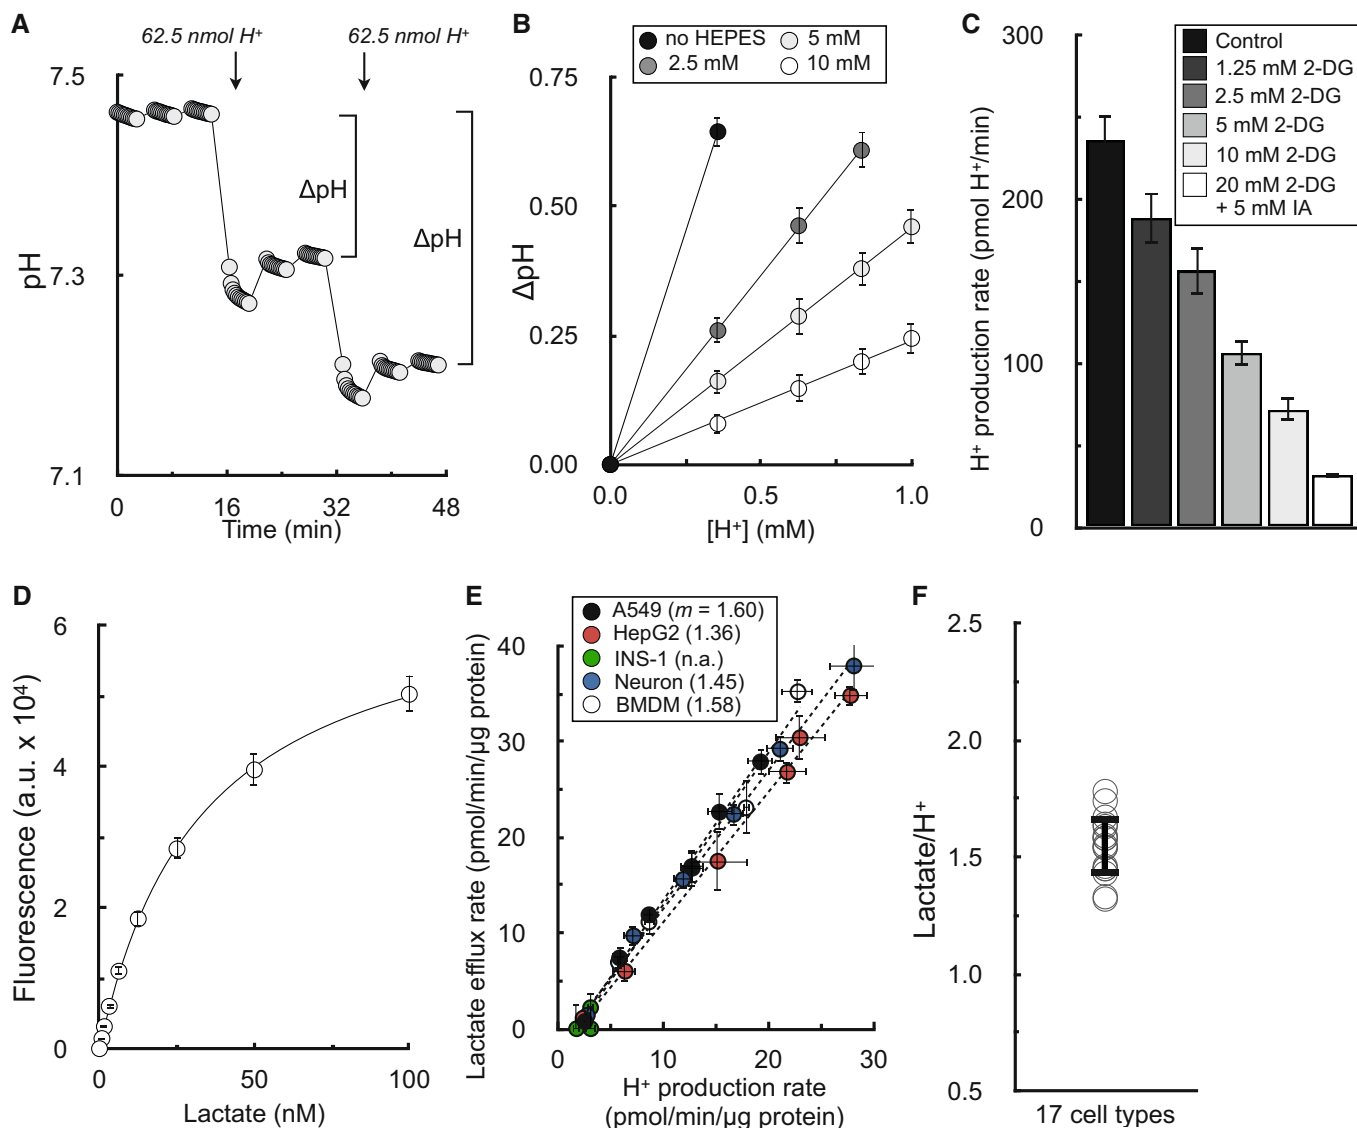 A
62.5 nmol H⁺
62.5 nmol H⁺
7.5
7.3
7.1
pH
ΔpH
ΔpH
0
16
32
48
Time (min)
B
no HEPES
5 mM
2.5 mM
10 mM
0.75
0.50
0.25
0.00
ΔpH
0.0
0.5
1.0
[H⁺] (mM)
C
300
200
100
0
H⁺ production rate (pmol H⁺/min)
Control
1.25 mM 2-DG
2.5 mM 2-DG
5 mM 2-DG
10 mM 2-DG
20 mM 2-DG
+ 5 mM IA
D
6
4
2
0
Fluorescence (a.u. x 10⁴)
0
50
100
Lactate (nM)
E
A549 (m = 1.60)
HepG2 (1.36)
INS-1 (n.a.)
Neuron (1.45)
BMDM (1.58)
40
30
20
10
0
Lactate efflux rate (pmol/min/µg protein)
0
10
20
30
H⁺ production rate
(pmol/min/µg protein)
F
2.5
2.0
1.5
1.0
0.5
Lactate/H⁺
17 cell types